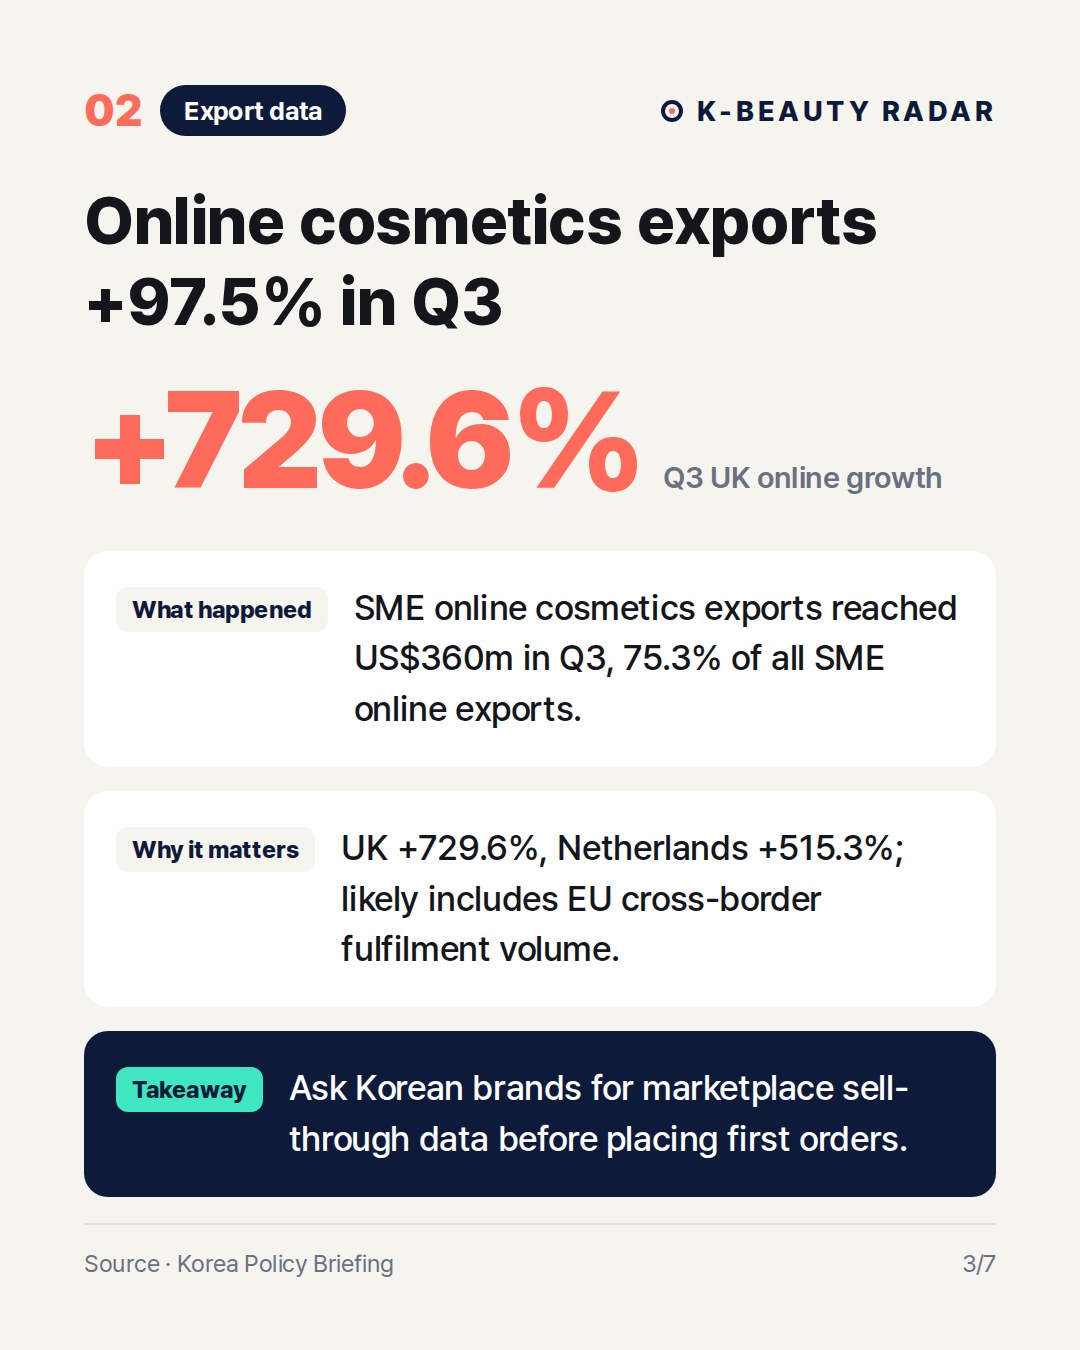 02 Export data
K-BEAUTY RADAR
Online cosmetics exports
+97.5% in Q3
+729.6% Q3 UK online growth
What happened
SME online cosmetics exports reached
US$360m in Q3, 75.3% of all SME
online exports.
Why it matters
UK +729.6%, Netherlands +515.3%;
likely includes EU cross-border
fulfilment volume.
Takeaway
Ask Korean brands for marketplace sell-
through data before placing first orders.
Source · Korea Policy Briefing
3/7